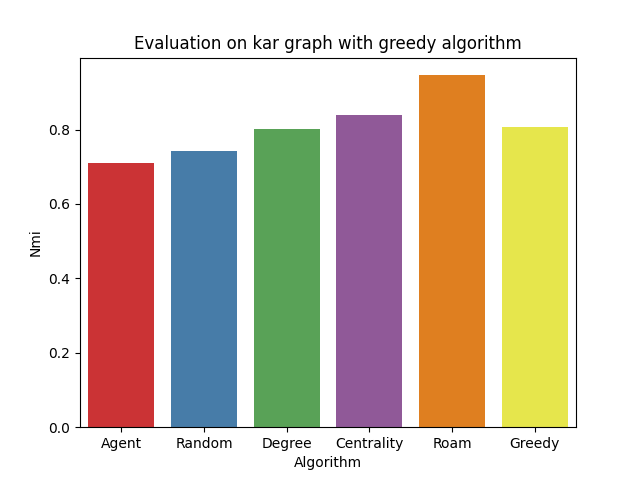 Evaluation on kar graph with greedy algorithm
Nmi
0.8
0.6
0.4
0.2
0.0
Agent Random Degree Centrality Roam Greedy
Algorithm